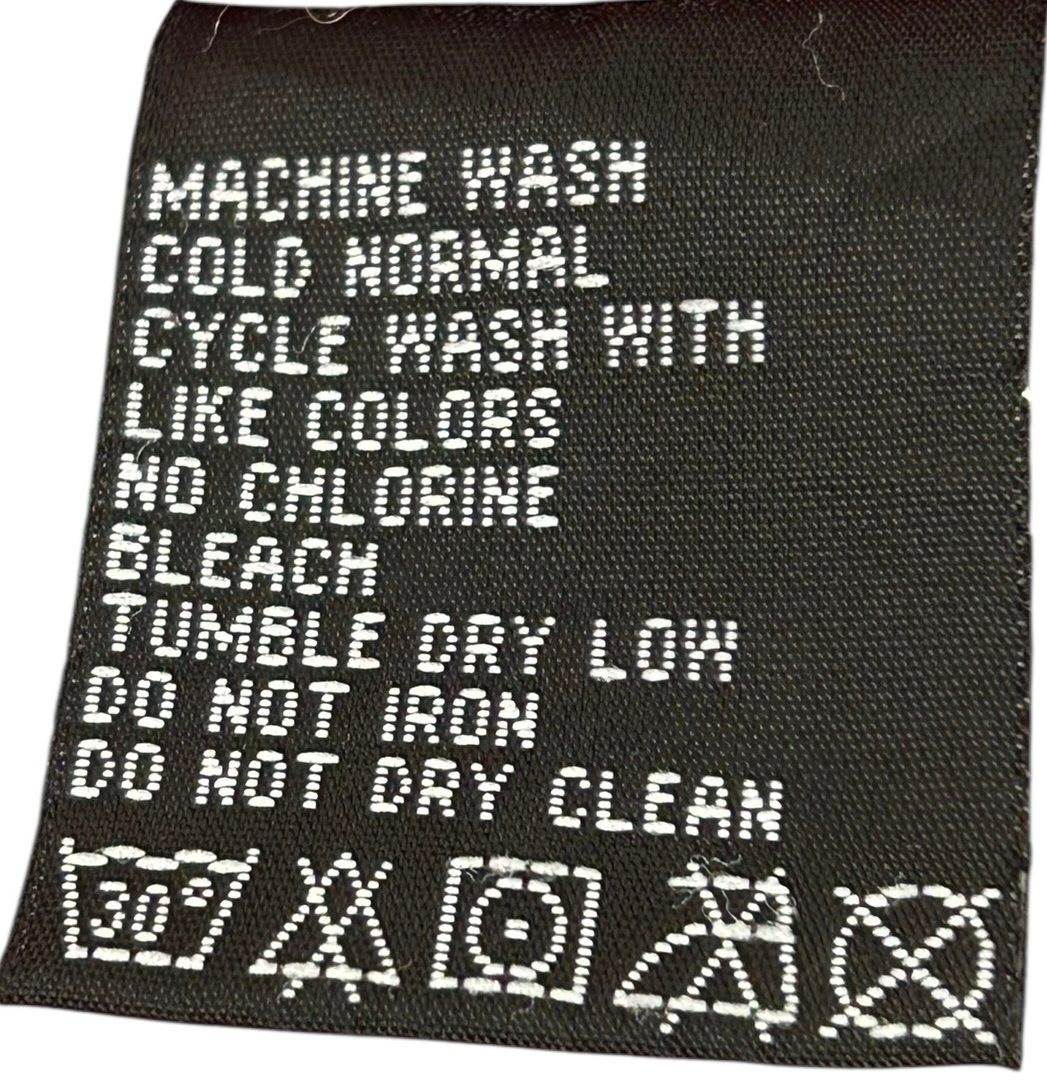 MACHINE WASH
COLD NORMAL
CYCLE WASH WITH
LIKE COLORS
NO CHLORINE
BLEACH
TUMBLE DRY LOW
DO NOT IRON
DO NOT DRY CLEAN
30°